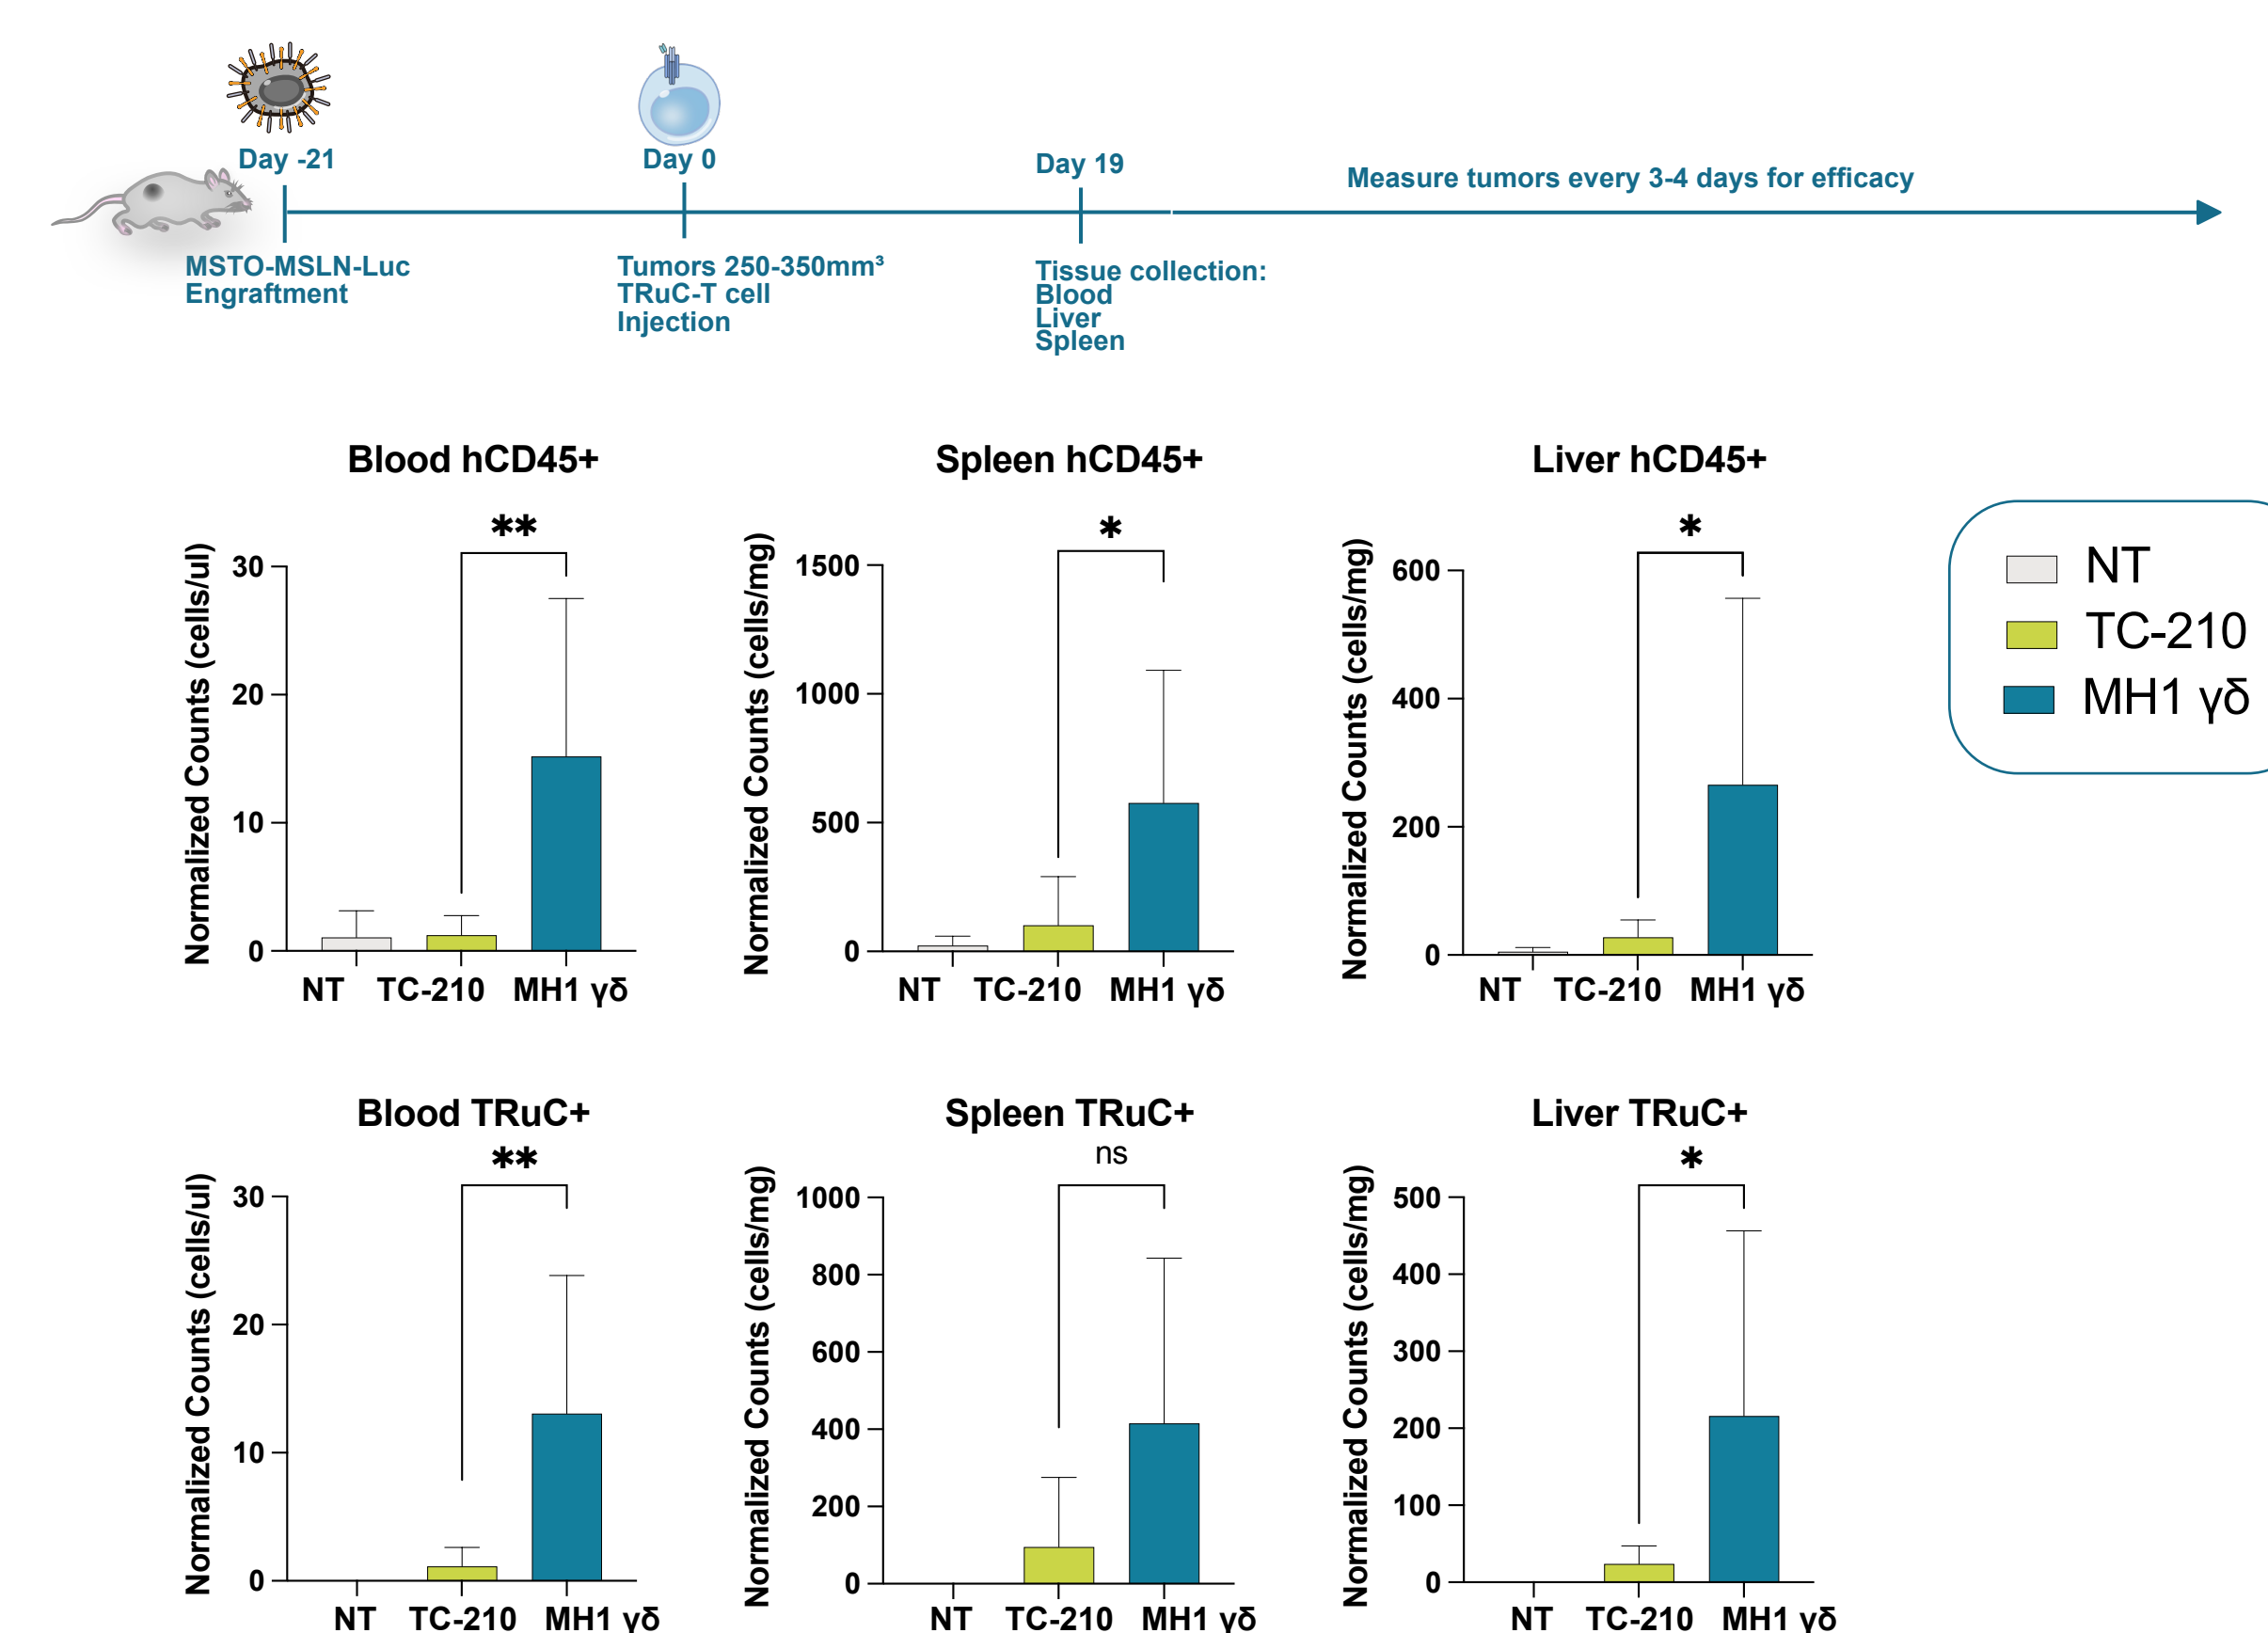 Day -21
Day 0
Day 19
Measure tumors every 3-4 days for efficacy
MSTO-MSLN-Luc
Engraftment
Tumors 250-350mm³
TRuC-T cell
Injection
Tissue collection:
Blood
Liver
Spleen
Blood hCD45+
**
Normalized Counts (cells/ul)
30
20
10
0
NT TC-210 MH1 γδ
Spleen hCD45+
*
Normalized Counts (cells/mg)
1500
1000
500
0
NT TC-210 MH1 γδ
Liver hCD45+
*
Normalized Counts (cells/mg)
600
400
200
0
NT TC-210 MH1 γδ
NT
TC-210
MH1 γδ
Blood TRuC+
**
Normalized Counts (cells/ul)
30
20
10
0
NT TC-210 MH1 γδ
Spleen TRuC+
ns
Normalized Counts (cells/mg)
1000
800
600
400
200
0
NT TC-210 MH1 γδ
Liver TRuC+
*
Normalized Counts (cells/mg)
500
400
300
200
100
0
NT TC-210 MH1 γδ